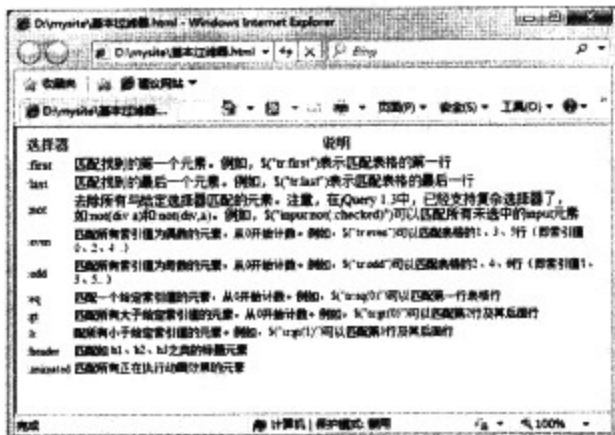 D:\mysite\基本过滤器.html - Windows Internet Explorer
D:\mysite\基本过滤器.html Bing
收藏夹 建议网站
D:\mysite\基本过滤器... 页面(P) 安全(S) 工具(O)
选择器 说明
:first 匹配找到的第一个元素。例如，$("tr:first")表示匹配表格的第一行
:last 匹配找到的最后一个元素。例如，$("tr:last")表示匹配表格的最后一行
:not 去除所有与给定选择器匹配的元素。注意，在jQuery 1.3中，已经支持复杂选择器了，
如:not(div a)和:not(div,a)。例如，$("input:not(:checked)")可以匹配所有未选中的input元素
:even 匹配所有索引值为偶数的元素，从0开始计数。例如，$("tr:even")可以匹配表格的1、3、5行（即索引值
0、2、4...）
:odd 匹配所有索引值为奇数的元素，从0开始计数。例如，$("tr:odd")可以匹配表格的2、4、6行（即索引值1、
3、5...）
:eq 匹配一个给定索引值的元素，从0开始计数。例如，$("tr:eq(0)")可以匹配第一行表格行
:gt 匹配所有大于给定索引值的元素，从0开始计数。例如，$("tr:gt(0)")可以匹配第2行及其后面行
:lt 配所有小于给定索引值的元素。例如，$("tr:gt(1)")可以匹配第1行及其后面行
:header 匹配如 h1、h2、h3之类的标题元素
:animated 匹配所有正在执行动画效果的元素
完成 计算机 | 保护模式: 禁用 100%